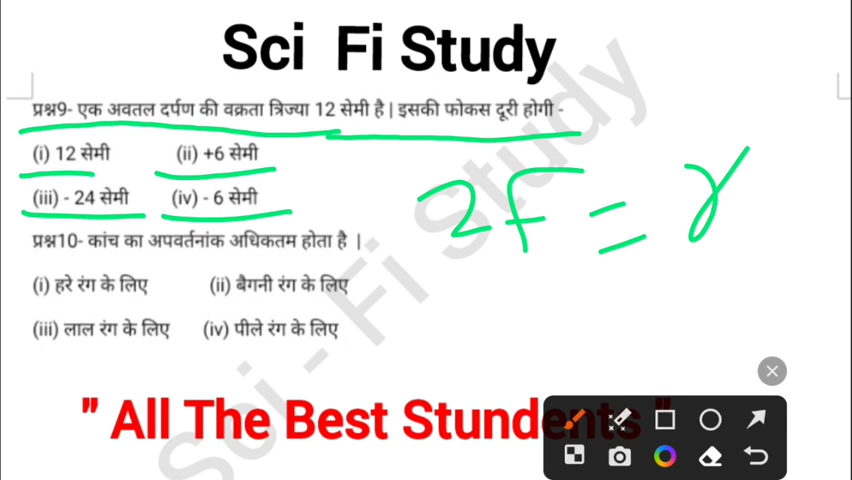 Sci Fi Study
प्रश्न9- एक अवतल दर्पण की वक्रता त्रिज्या 12 सेमी है | इसकी फोकस दूरी होगी -
(i) 12 सेमी (ii) +6 सेमी
(iii) - 24 सेमी (iv) - 6 सेमी
2F = r
प्रश्न10- कांच का अपवर्तनांक अधिकतम होता है |
(i) हरे रंग के लिए (ii) बैगनी रंग के लिए
(iii) लाल रंग के लिए (iv) पीले रंग के लिए
" All The Best Stundents "
Sci - Fi Study